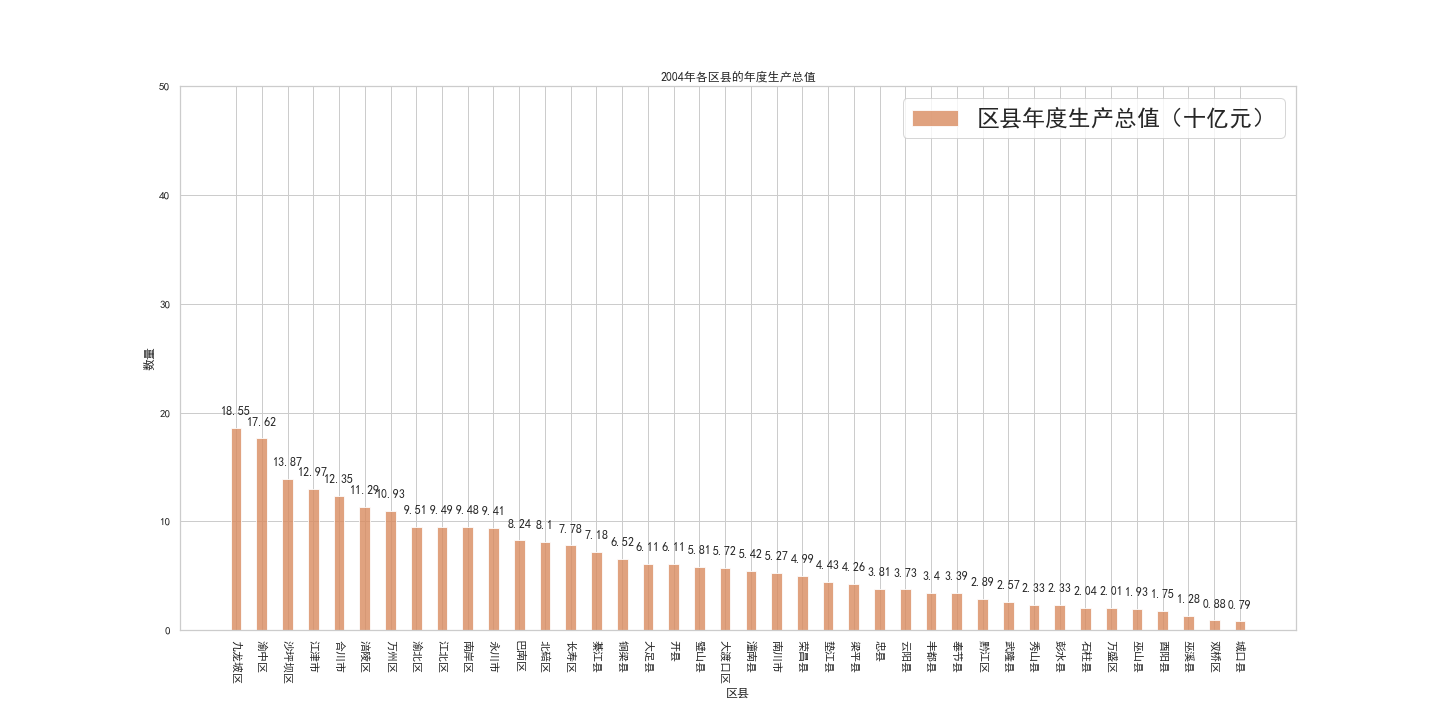 2004年各区县的年度生产总值
区县年度生产总值（十亿元）
50
40
30
20
10
0
数量
18.55
17.62
13.87
12.97
12.35
11.29
10.93
9.51
9.49
9.48
9.41
8.24
8.1
7.78
7.18
6.52
6.11
6.11
5.81
5.72
5.42
5.27
4.99
4.43
4.26
3.81
3.73
3.4
3.39
2.89
2.57
2.33
2.33
2.04
2.01
1.93
1.75
1.28
0.88
0.79
九龙坡区
渝中区
沙坪坝区
江津市
合川市
涪陵区
万州区
渝北区
江北区
南岸区
永川市
巴南区
北碚区
长寿区
綦江县
铜梁县
大足县
开县
璧山县
大渡口区
潼南县
南川市
荣昌县
垫江县
梁平县
忠县
云阳县
丰都县
奉节县
黔江区
武隆县
秀山县
彭水县
石柱县
万盛区
巫山县
酉阳县
巫溪县
双桥区
城口县
区县